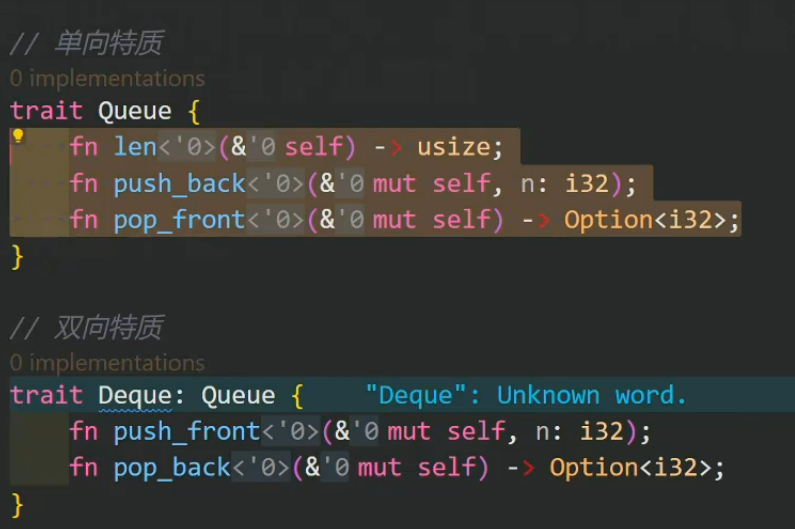 // 单向特质
0 implementations
trait Queue {
fn len<'0>(&'0 self) -> usize;
fn push_back<'0>(&'0 mut self, n: i32);
fn pop_front<'0>(&'0 mut self) -> Option<i32>;
}
// 双向特质
0 implementations
trait Deque: Queue { "Deque": Unknown word.
fn push_front<'0>(&'0 mut self, n: i32);
fn pop_back<'0>(&'0 mut self) -> Option<i32>;
}